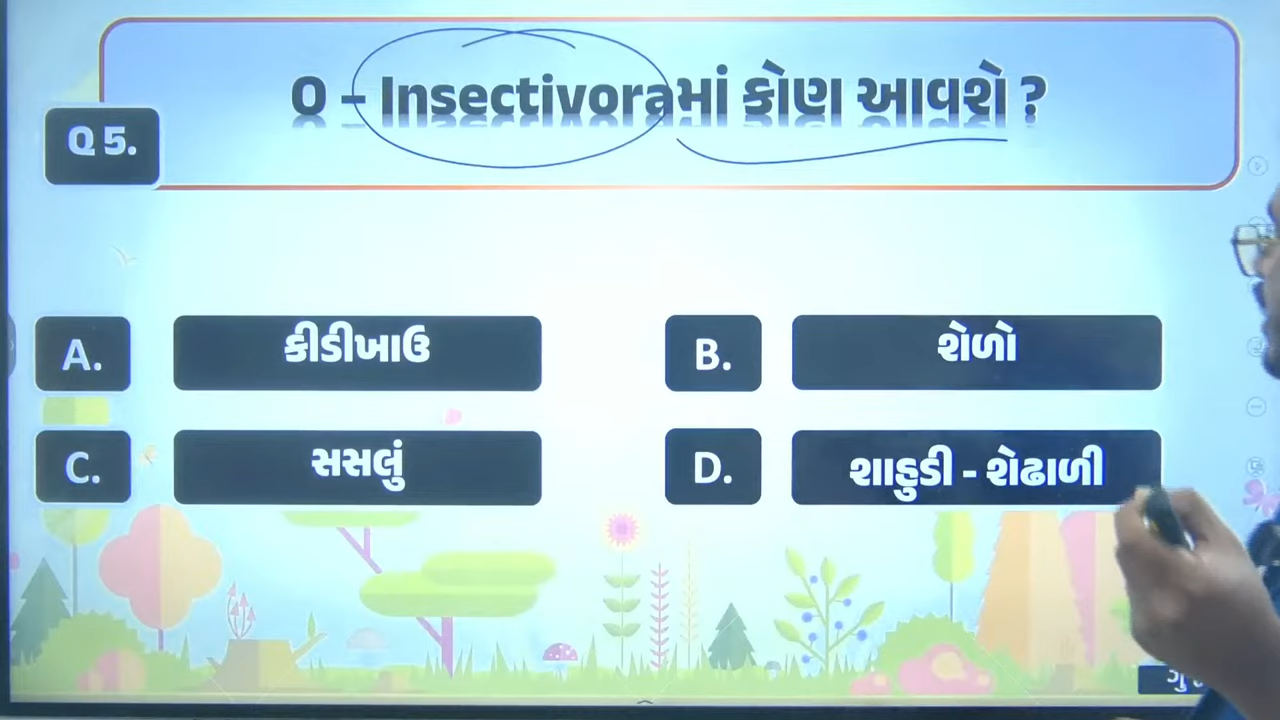 O – Insectivoraમાં કોણ આવશે ?
Q 5.
A. કીડીખાઉ
B. શેળો
C. સસલું
D. શાહુડી - શેઢાળી